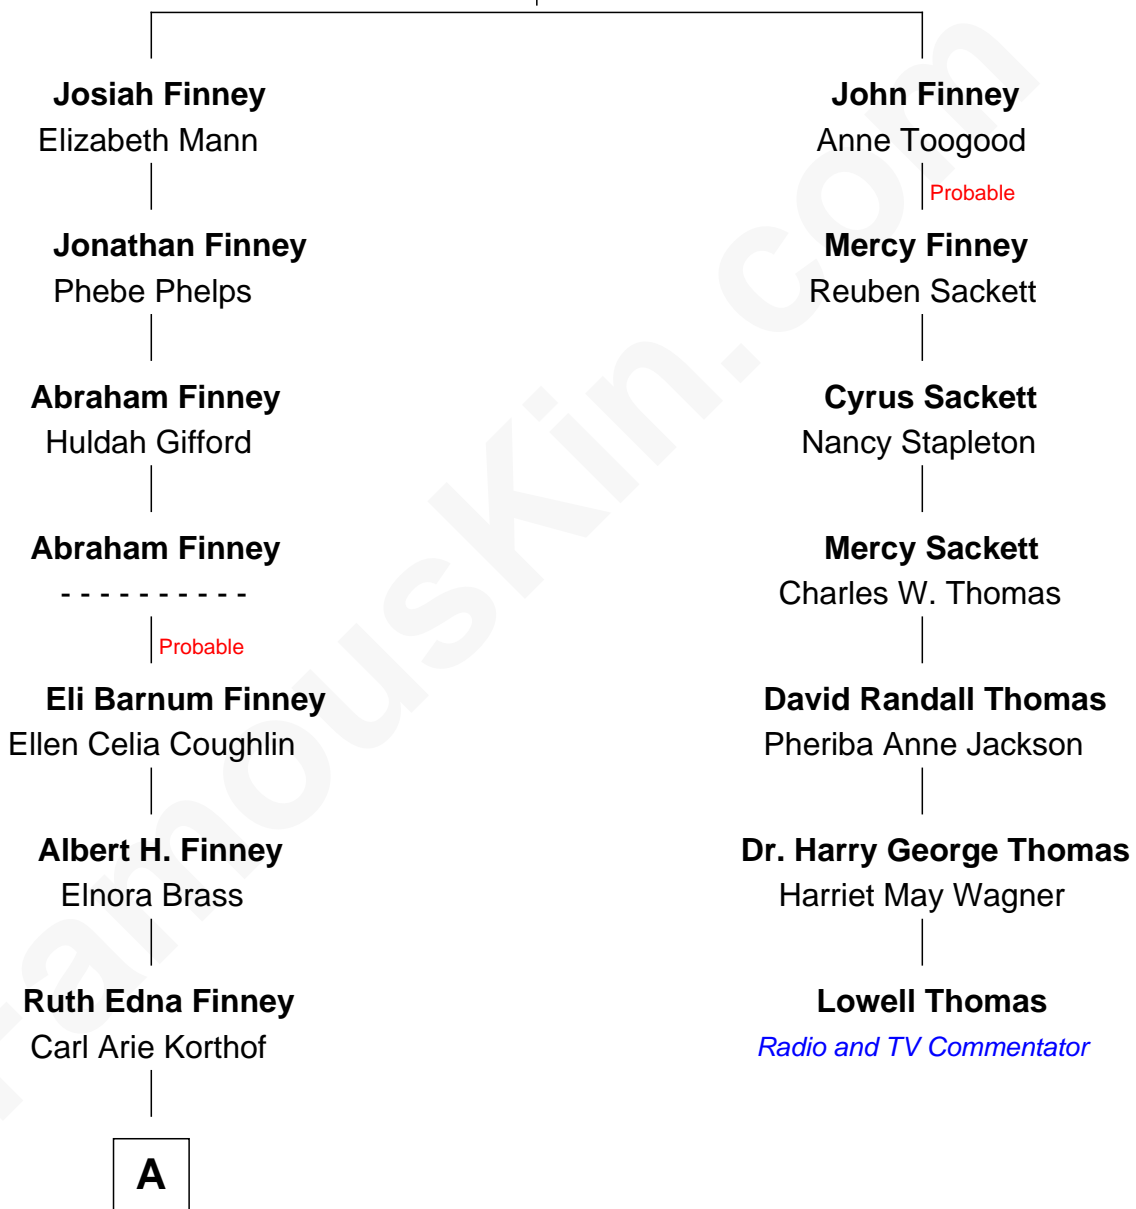 Josiah Finney
Elizabeth Mann
Jonathan Finney
Phebe Phelps
Abraham Finney
Huldah Gifford
Abraham Finney
- - - - - - - - - -
Probable
Eli Barnum Finney
Ellen Celia Coughlin
Albert H. Finney
Elnora Brass
Ruth Edna Finney
Carl Arie Korthof
A
John Finney
Anne Toogood
Probable
Mercy Finney
Reuben Sackett
Cyrus Sackett
Nancy Stapleton
Mercy Sackett
Charles W. Thomas
David Randall Thomas
Pheriba Anne Jackson
Dr. Harry George Thomas
Harriet May Wagner
Lowell Thomas
Radio and TV Commentator
FamousKin.com